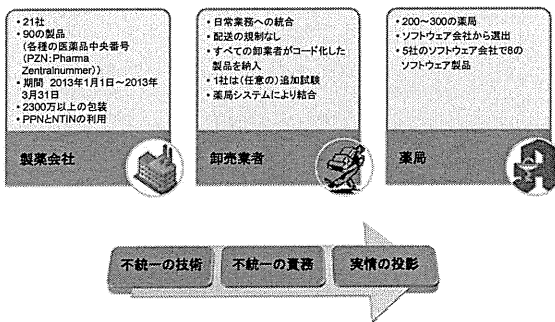 ・21社
・90の製品
（各種の医薬品中央番号
（PZN：Pharma
Zentralnummer））
・期間 2013年1月1日～2013年
3月31日
・2300万以上の包装
・PPNとNTINの利用
製薬会社
・日常業務への統合
・配送の規制なし
・すべての卸業者がコード化した
製品を納入
・1社は（任意の）追加試験
・薬局システムにより結合
卸売業者
・200～300の薬局
・ソフトウェア会社から選出
・5社のソフトウェア会社で8の
ソフトウェア製品
薬局
不統一の技術
不統一の責務
実情の投影